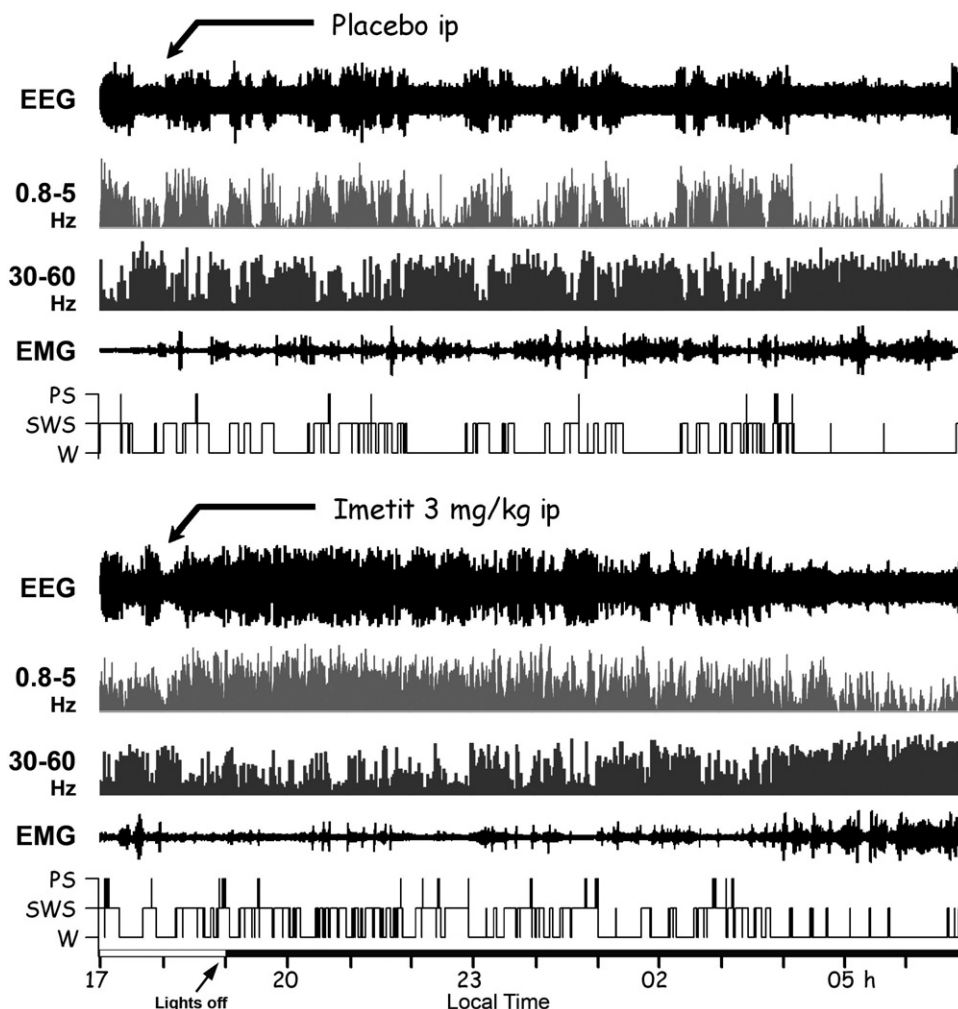 Placebo ip
EEG
0.8-5
Hz
30-60
Hz
EMG
PS
SWS
W
Imetit 3 mg/kg ip
EEG
0.8-5
Hz
30-60
Hz
EMG
PS
SWS
W
17 20 23 02 05 h
Lights off Local Time